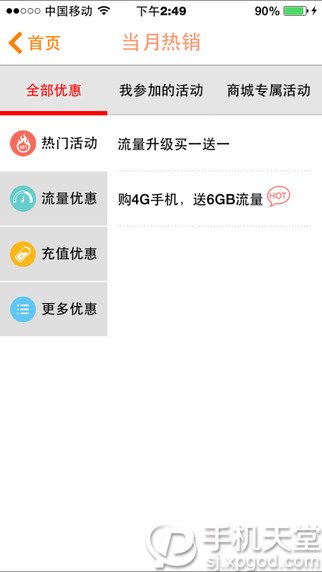 ●●○○○ 中国移动 下午2:49 90%
首页 当月热销
全部优惠 我参加的活动 商城专属活动
HOT 热门活动 流量升级买一送一
流量优惠 购4G手机，送6GB流量 HOT
充值优惠
更多优惠
手机天堂
sj.xpgod.com